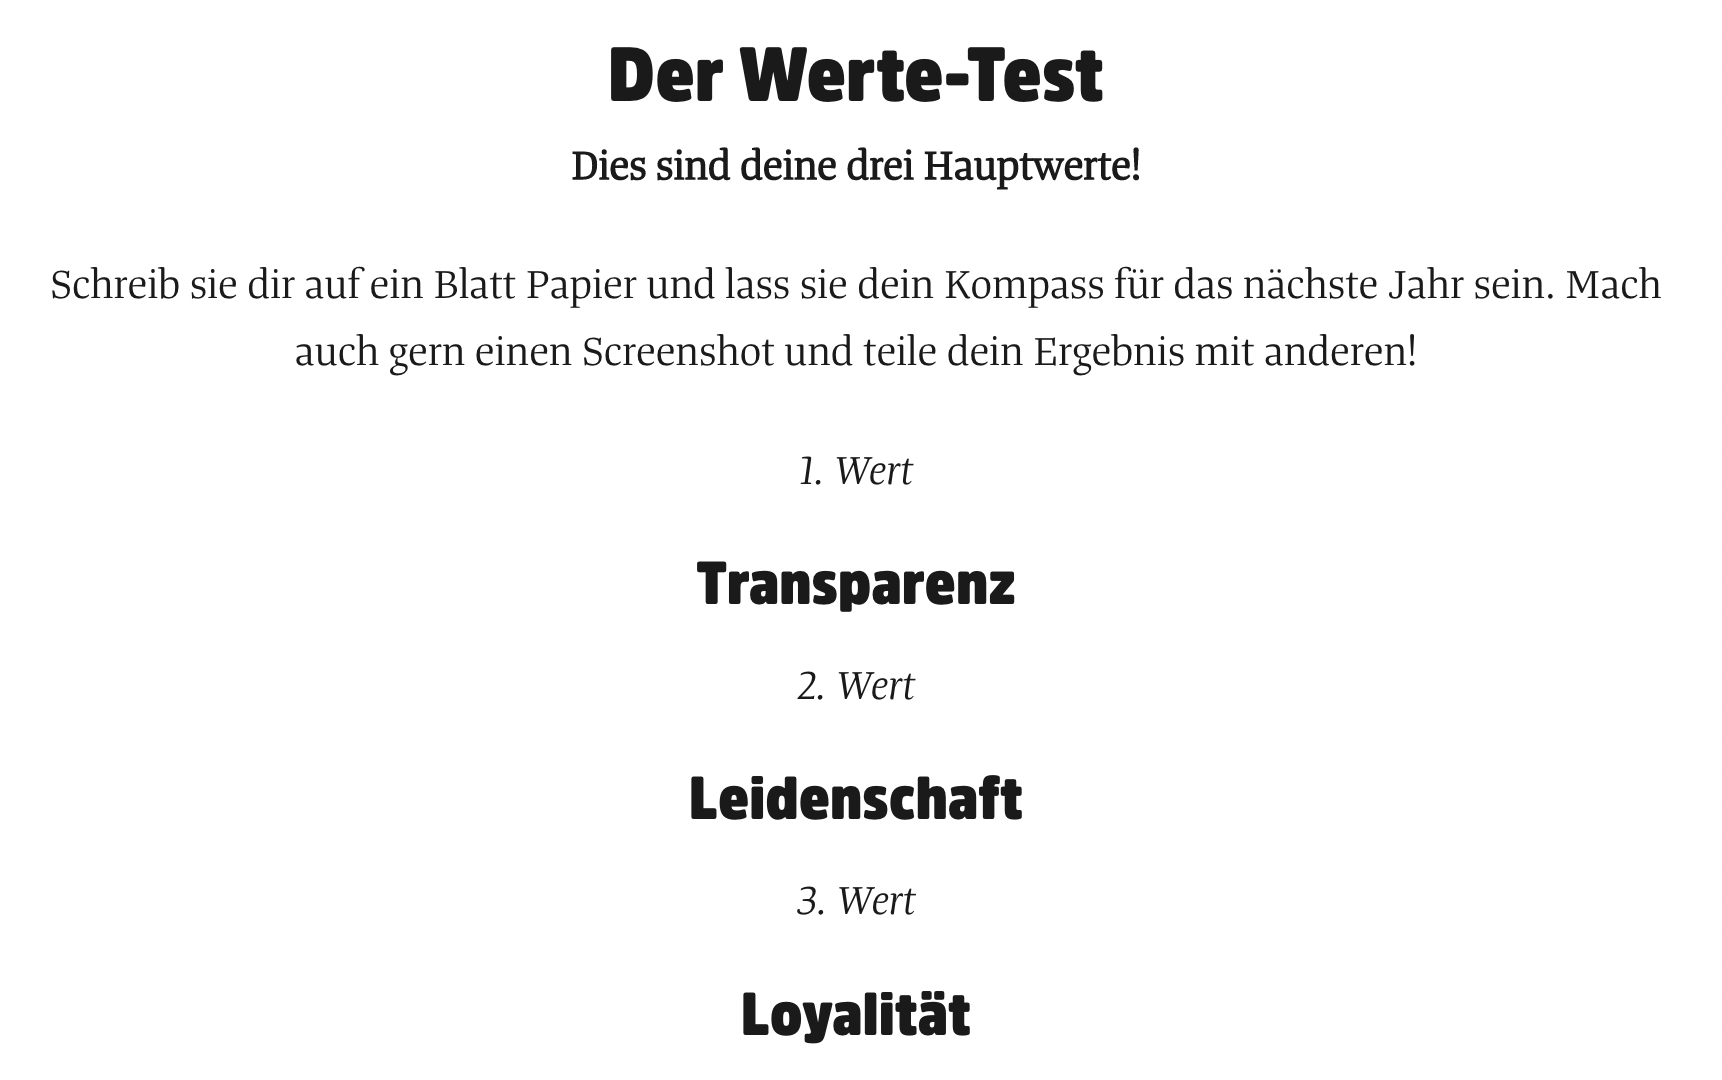 Der Werte-Test
Dies sind deine drei Hauptwerte!
Schreib sie dir auf ein Blatt Papier und lass sie dein Kompass für das nächste Jahr sein. Mach
auch gern einen Screenshot und teile dein Ergebnis mit anderen!
1. Wert
Transparenz
2. Wert
Leidenschaft
3. Wert
Loyalität